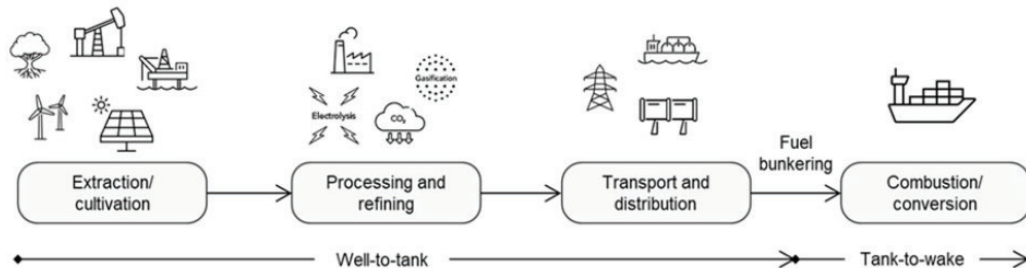 Gasification
Electrolysis
CO₂
Fuel
bunkering
Extraction/
cultivation
Processing and
refining
Transport and
distribution
Combustion/
conversion
Well-to-tank
Tank-to-wake